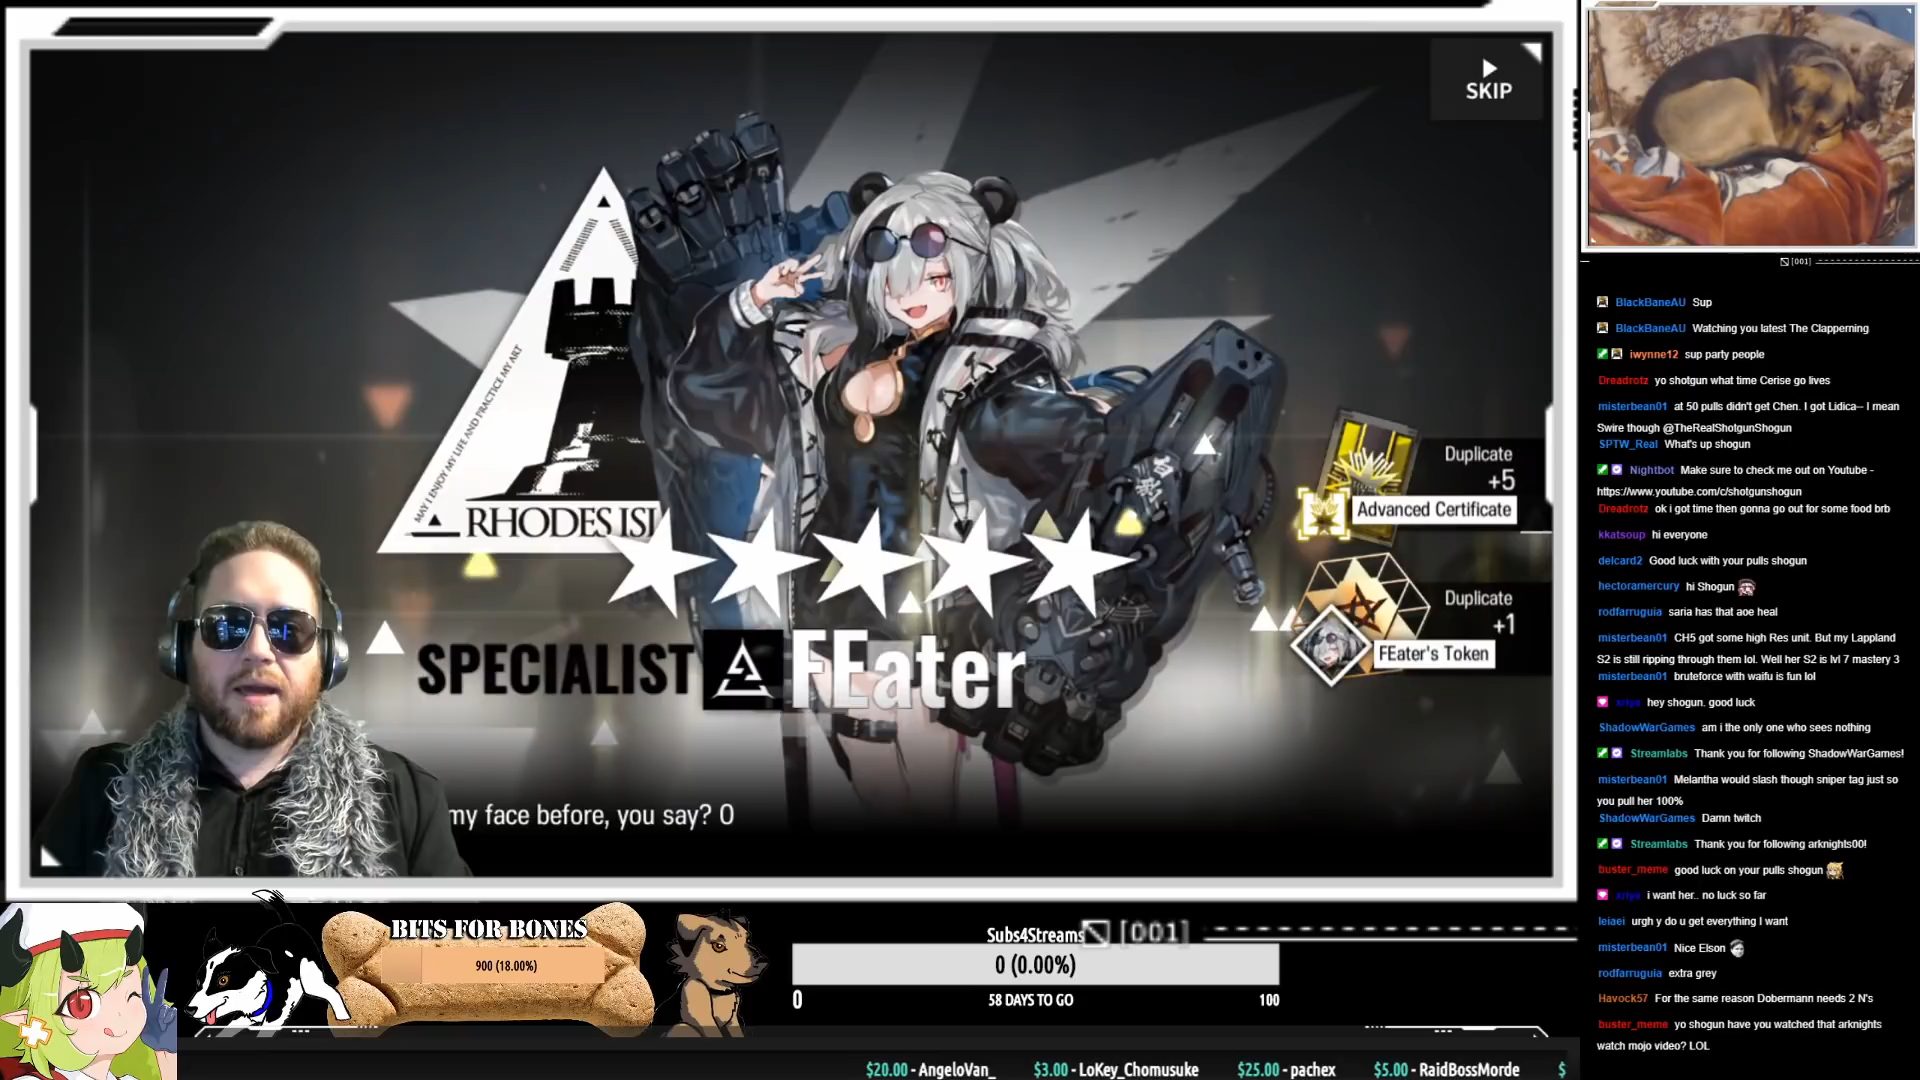 SKIP
MAY I ENJOY MY LIFE AND PRACTICE MY ART
RHODES ISL
Duplicate
+5
Advanced Certificate
Duplicate
+1
FEater's Token
SPECIALIST FEater
my face before, you say? O
[001]
BlackBaneAU Sup
BlackBaneAU Watching you latest The Clapperning
iwynne12 sup party people
Dreadrotz yo shotgun what time Cerise go lives
misterbean01 at 50 pulls didn't get Chen. I got Lidica-- I mean
Swire though @TheRealShotgunShogun
SPTW_Real What's up shogun
Nightbot Make sure to check me out on Youtube -
https://www.youtube.com/c/shotgunshogun
Dreadrotz ok i got time then gonna go out for some food brb
kkatsoup hi everyone
delcard2 Good luck with your pulls shogun
hectoramercury hi Shogun
rodfarruguia saria has that aoe heal
misterbean01 CH5 got some high Res unit. But my Lappland
S2 is still ripping through them lol. Well her S2 is lvl 7 mastery 3
misterbean01 bruteforce with waifu is fun lol
hey shogun. good luck
ShadowWarGames am i the only one who sees nothing
Streamlabs Thank you for following ShadowWarGames!
misterbean01 Melantha would slash though sniper tag just so
you pull her 100%
ShadowWarGames Damn twitch
Streamlabs Thank you for following arknights00!
buster_meme good luck on your pulls shogun
i want her.. no luck so far
leiaei urgh y do u get everything I want
misterbean01 Nice Elson
rodfarruguia extra grey
Havock57 For the same reason Dobermann needs 2 N's
buster_meme yo shogun have you watched that arknights
watch mojo video? LOL
BITS FOR BONES
900 (18.00%)
Subs4Streams
[001]
0 (0.00%)
0
58 DAYS TO GO
100
$20.00 - AngeloVan_ $3.00 - LoKey_Chomusuke $25.00 - pachex $5.00 - RaidBossMorde $